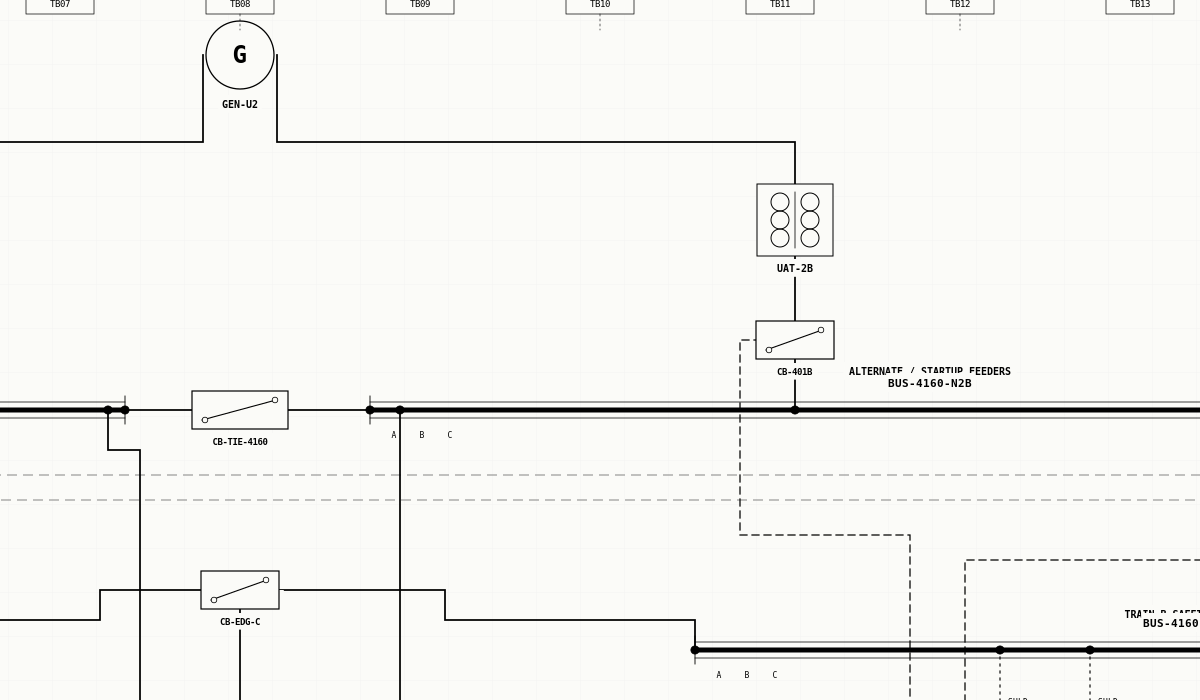 TB07 TB08 TB09 TB10 TB11 TB12 TB13
G
GEN-U2
UAT-2B
CB-401B
ALTERNATE / STARTUP FEEDERS
BUS-4160-N2B
CB-TIE-4160
A B C
CB-EDG-C
BUS-4160
A B C